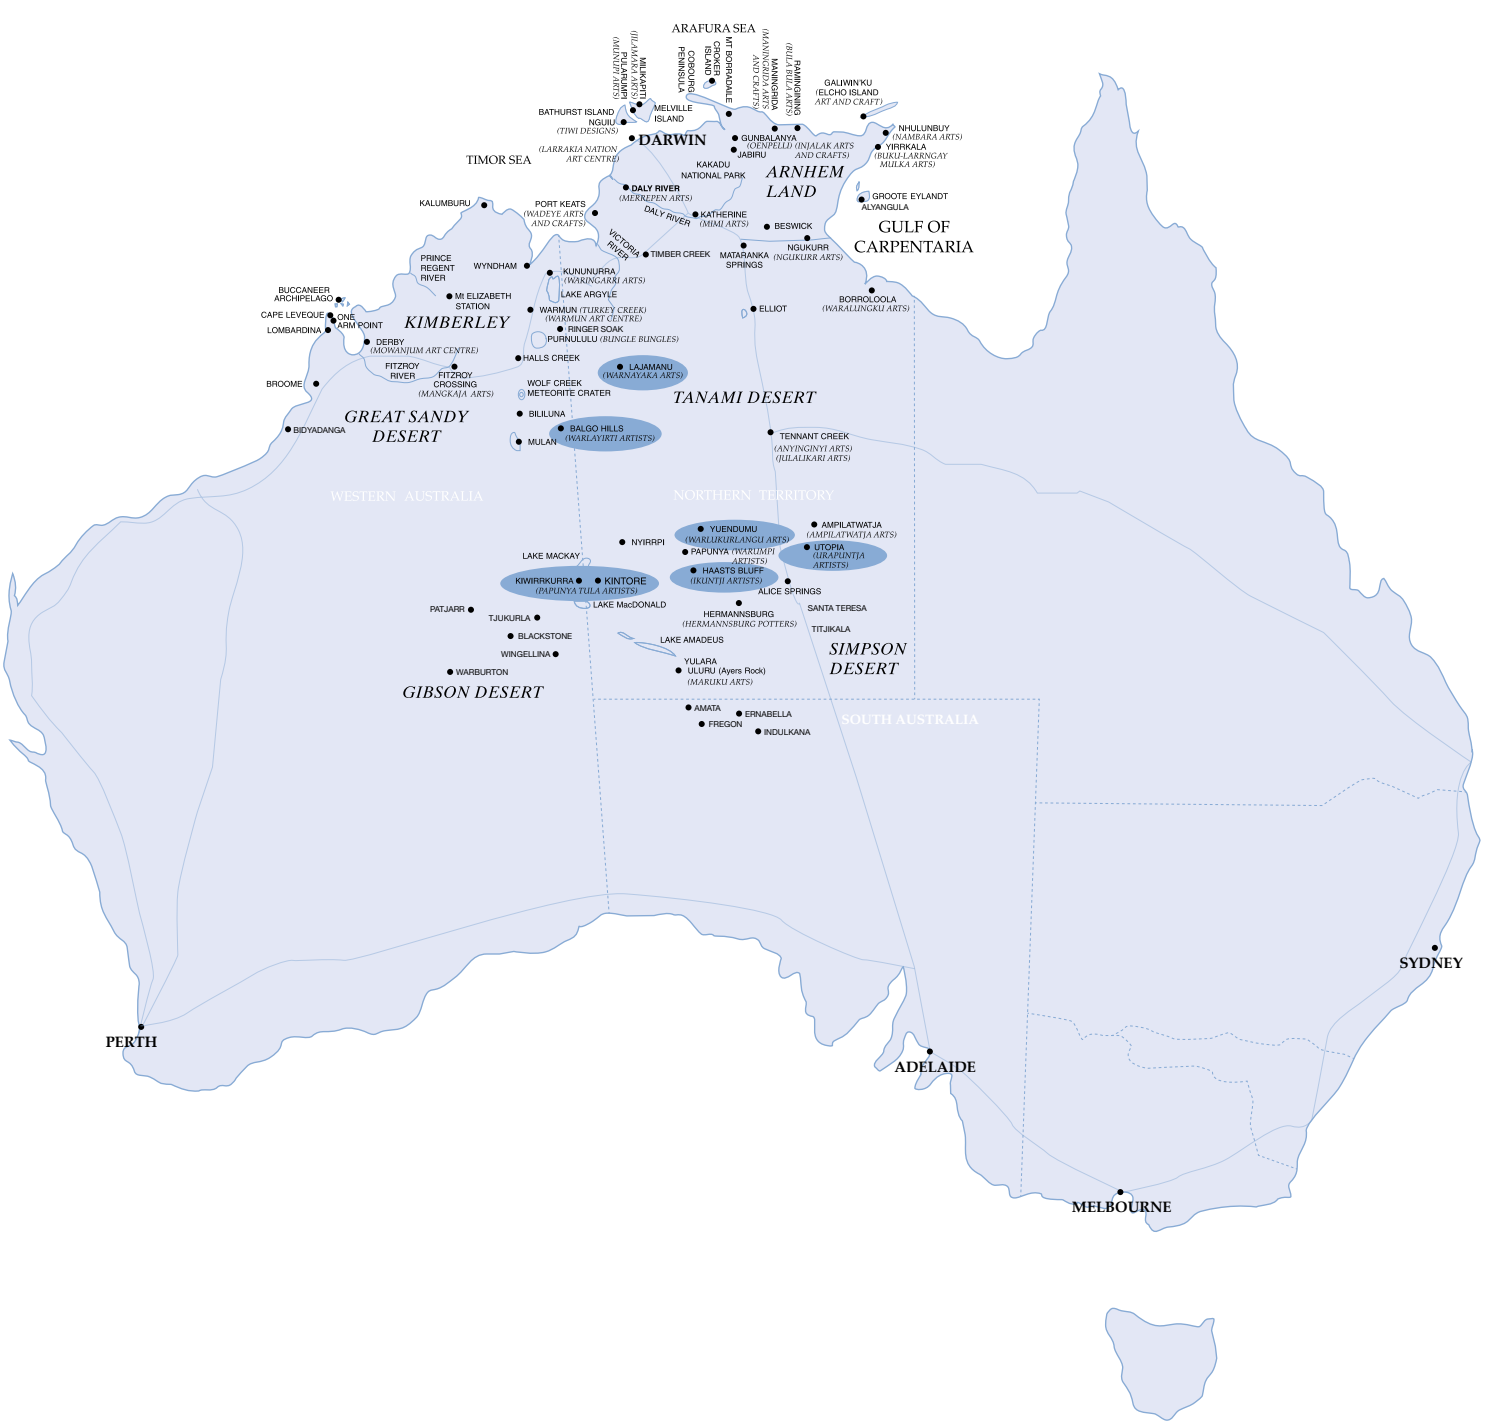 ARAFURA SEA
(MUNUPI ARTS)
PULARUMPI
(JILAMARA ARTS)
MILIKAPITI
COBOURG
PENINSULA
CROKER
ISLAND
MT BORRADAILE
(MANINGRIDA ARTS
AND CRAFTS)
MANINGRIDA
(BULA BULA ARTS)
RAMINGINING
GALIWIN'KU
(ELCHO ISLAND
ART AND CRAFT)
BATHURST ISLAND
NGUIU
(TIWI DESIGNS)
MELVILLE
ISLAND
DARWIN
(LARRAKIA NATION
ART CENTRE)
GUNBALANYA
(OENPELLI) (INJALAK ARTS
AND CRAFTS)
JABIRU
KAKADU
NATIONAL PARK
NHULUNBUY
(NAMBARA ARTS)
YIRRKALA
(BUKU-LARRNGAY
MULKA ARTS)
TIMOR SEA
ARNHEM
LAND
DALY RIVER
(MERREPEN ARTS)
GROOTE EYLANDT
ALYANGULA
KALUMBURU
PORT KEATS
(WADEYE ARTS
AND CRAFTS)
DALY RIVER
KATHERINE
(MIMI ARTS)
BESWICK
GULF OF
CARPENTARIA
VICTORIA
RIVER
TIMBER CREEK
MATARANKA
SPRINGS
NGUKURR
(NGUKURR ARTS)
PRINCE
REGENT
RIVER
WYNDHAM
KUNUNURRA
(WARINGARRI ARTS)
LAKE ARGYLE
BUCCANEER
ARCHIPELAGO
Mt ELIZABETH
STATION
BORROLOOLA
(WARALUNGKU ARTS)
CAPE LEVEQUE
ONE
ARM POINT
LOMBARDINA
KIMBERLEY
WARMUN (TURKEY CREEK)
(WARMUN ART CENTRE)
ELLIOT
RINGER SOAK
PURNULULU (BUNGLE BUNGLES)
DERBY
(MOWANJUM ART CENTRE)
HALLS CREEK
FITZROY
RIVER
FITZROY
CROSSING
(MANGKAJA ARTS)
LAJAMANU
(WARNAYAKA ARTS)
BROOME
WOLF CREEK
METEORITE CRATER
TANAMI DESERT
GREAT SANDY
DESERT
BILILUNA
BIDYADANGA
BALGO HILLS
(WARLAYIRTI ARTISTS)
MULAN
TENNANT CREEK
(ANYINGINYI ARTS)
(JULALIKARI ARTS)
WESTERN AUSTRALIA
NORTHERN TERRITORY
YUENDUMU
(WARLUKURLANGU ARTS)
AMPILATWATJA
(AMPILATWATJA ARTS)
NYIRRPI
PAPUNYA (WARUMPI
ARTISTS)
UTOPIA
(URAPUNTJA
ARTISTS)
LAKE MACKAY
HAASTS BLUFF
(IKUNTJI ARTISTS)
KIWIRRKURRA
KINTORE
(PAPUNYA TULA ARTISTS)
ALICE SPRINGS
LAKE MacDONALD
PATJARR
TJUKURLA
HERMANNSBURG
(HERMANNSBURG POTTERS)
SANTA TERESA
TITJIKALA
BLACKSTONE
LAKE AMADEUS
WINGELLINA
SIMPSON
DESERT
YULARA
ULURU (Ayers Rock)
(MARUKU ARTS)
WARBURTON
GIBSON DESERT
AMATA
ERNABELLA
FREGON
INDULKANA
SOUTH AUSTRALIA
SYDNEY
PERTH
ADELAIDE
MELBOURNE